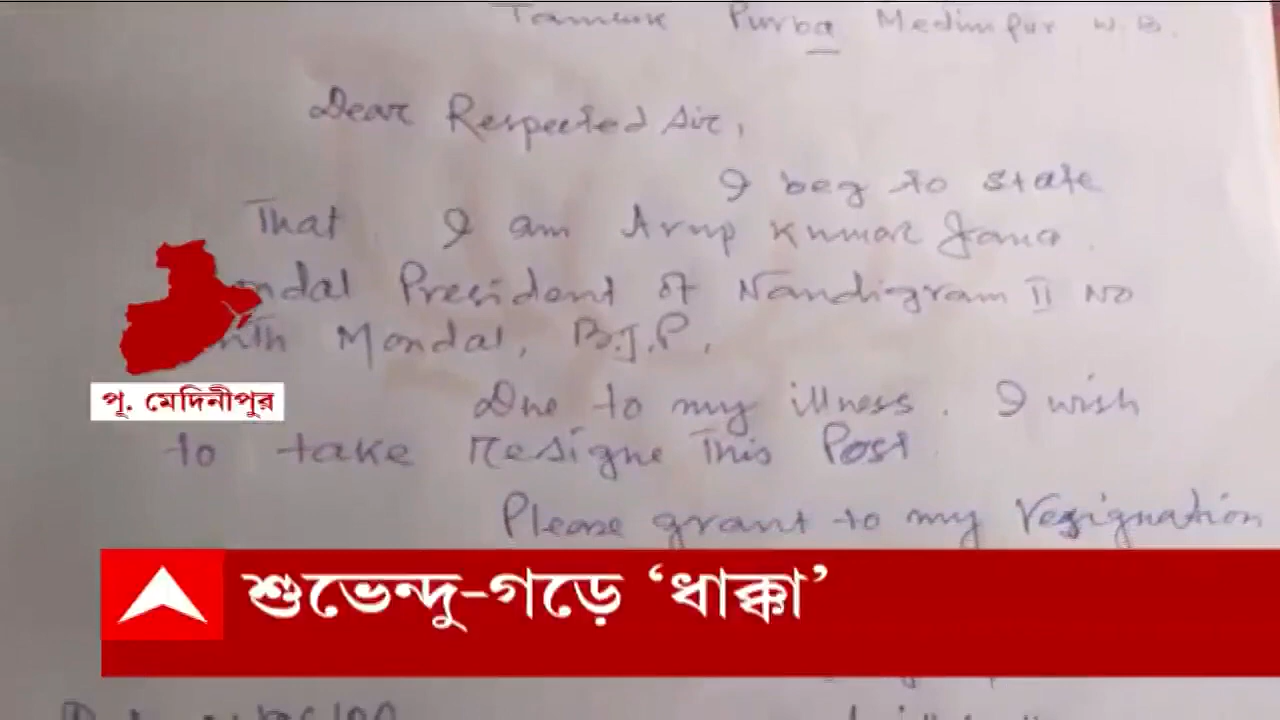 Tamluk Purba Medinipur W.B.
Dear Respected Sir,
I beg to state
That I am Arup Kumar Jana.
ndal President of Nandigram II No
Mondal, B.J.P.
Due to my illness. I wish
to take resigne This Post
Please grant to my resignation
পূ. মেদিনীপুর
শুভেন্দু-গড়ে ‘ধাক্কা’